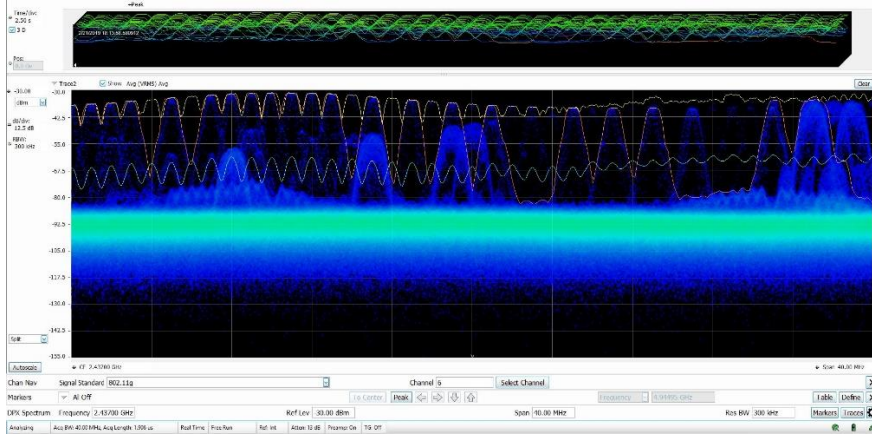 +Peak
Time/div:
2.50 s
3 D
Pos:
-30.00
Trace2 Show Avg (VRMS) Avg Clear
dBm
dB/div:
12.5 dB
RBW:
300 kHz
-30.0
-42.5
-55.0
-67.5
-80.0
-92.5
-105.0
-117.5
-130.0
-142.5
-155.0
Split
Autoscale CF 2.43700 GHz Span 40.00 MHz
Chan Nav Signal Standard 802.11g Channel 6 Select Channel X
Markers All Off To Center Peak Frequency Table Define X
DPX Spectrum Frequency 2.43700 GHz Ref Lev -30.00 dBm Span 40.00 MHz Res BW 300 kHz Markers Traces
Analyzing Acq BW: 40.00 MHz, Acq Length: Real Time Free Run Ref: Int Atten: Preamp: On TG: Off